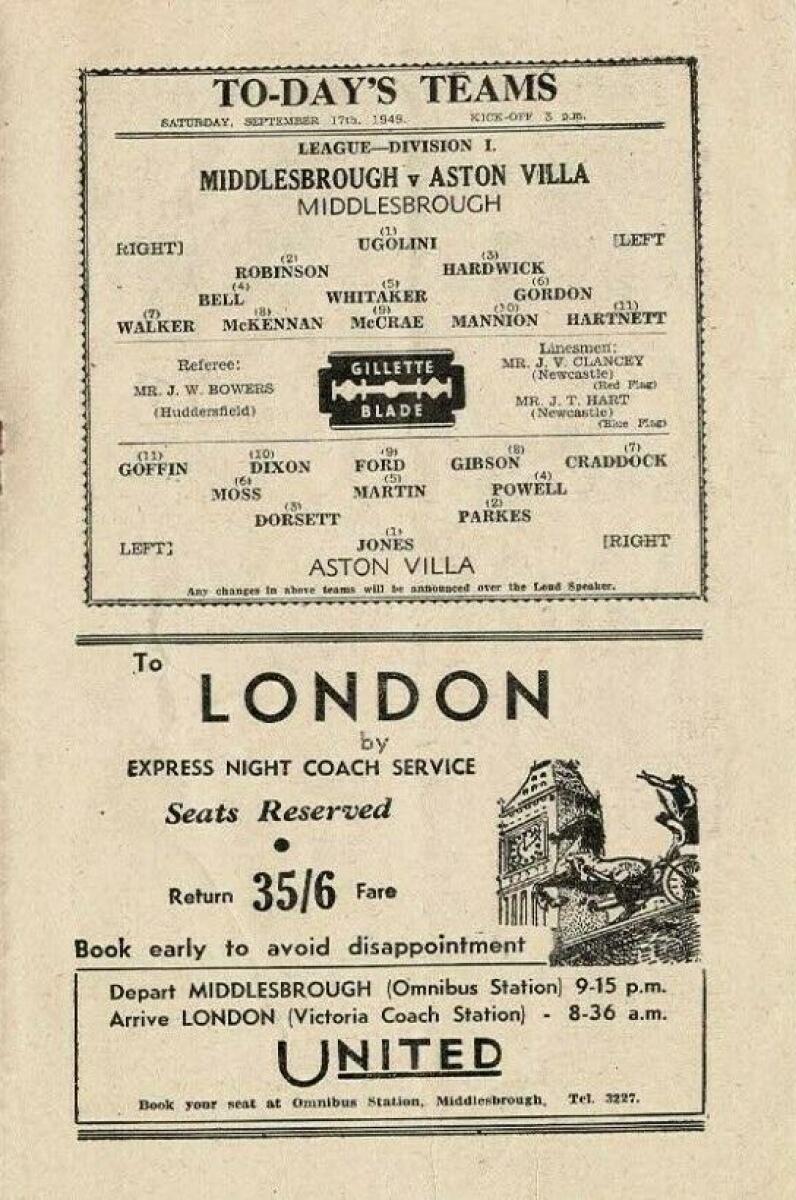 TO-DAY'S TEAMS
SATURDAY, SEPTEMBER 17th, 1949. KICK-OFF 3 p.m.
LEAGUE—DIVISION I.
MIDDLESBROUGH v ASTON VILLA
MIDDLESBROUGH
(1)
RIGHT] UGOLINI [LEFT
(2) (3)
ROBINSON HARDWICK
(4) (5) (6)
BELL WHITAKER GORDON
(7) (8) (9) (10) (11)
WALKER McKENNAN McCRAE MANNION HARTNETT
Referee:
MR. J. W. BOWERS
(Huddersfield)
GILLETTE
BLADE
Linesmen:
MR. J. V. CLANCEY
(Newcastle)
(Red Flag)
MR. J. T. HART
(Newcastle)
(Blue Flag)
(11) (10) (9) (8) (7)
GOFFIN DIXON FORD GIBSON CRADDOCK
(6) (5) (4)
MOSS MARTIN POWELL
(3) (2)
DORSETT PARKES
(1)
LEFT] JONES [RIGHT
ASTON VILLA
Any changes in above teams will be announced over the Loud Speaker.
To
LONDON
by
EXPRESS NIGHT COACH SERVICE
Seats Reserved
Return 35/6 Fare
Book early to avoid disappointment
Depart MIDDLESBROUGH (Omnibus Station) 9-15 p.m.
Arrive LONDON (Victoria Coach Station) - 8-36 a.m.
UNITED
Book your seat at Omnibus Station, Middlesbrough, Tel. 3227.